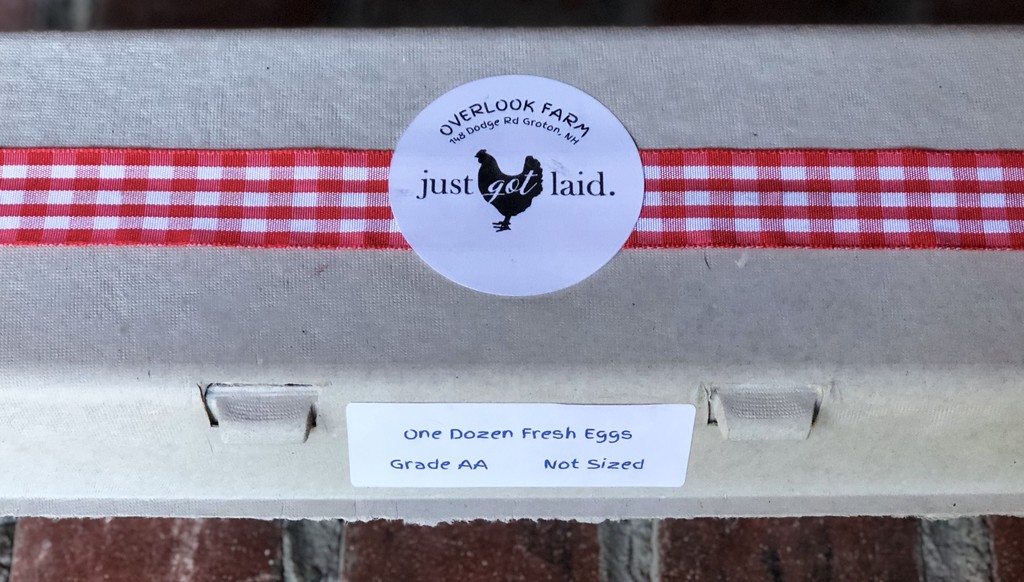 OVERLOOK FARM
148 Dodge Rd Groton, NH
just got laid.
One Dozen Fresh Eggs
Grade AA Not Sized